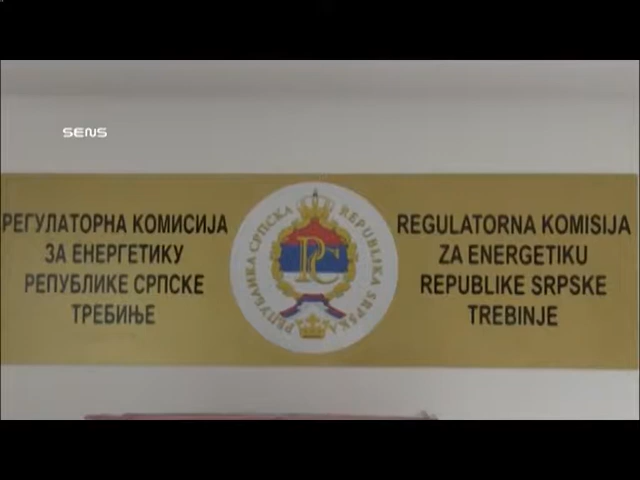 SENS
РЕГУЛАТОРНА КОМИСИЈА
ЗА ЕНЕРГЕТИКУ
РЕПУБЛИКЕ СРПСКЕ
ТРЕБИЊЕ
РЕПУБЛИКА СРПСКА
REPUBLIKA SRPSKA
РС
REGULATORNA KOMISIJA
ZA ENERGETIKU
REPUBLIKE SRPSKE
TREBINJE